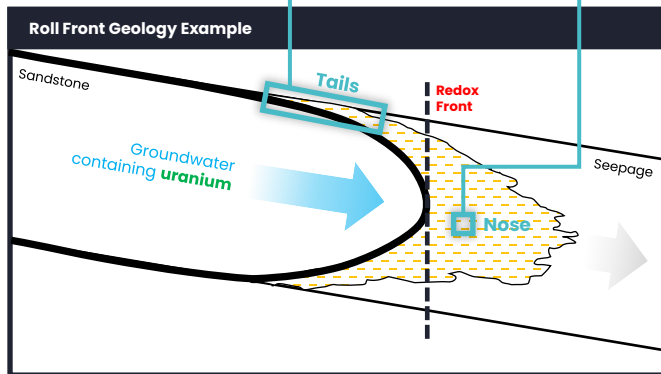 Roll Front Geology Example
Sandstone
Tails
Redox
Front
Groundwater
containing uranium
Seepage
Nose